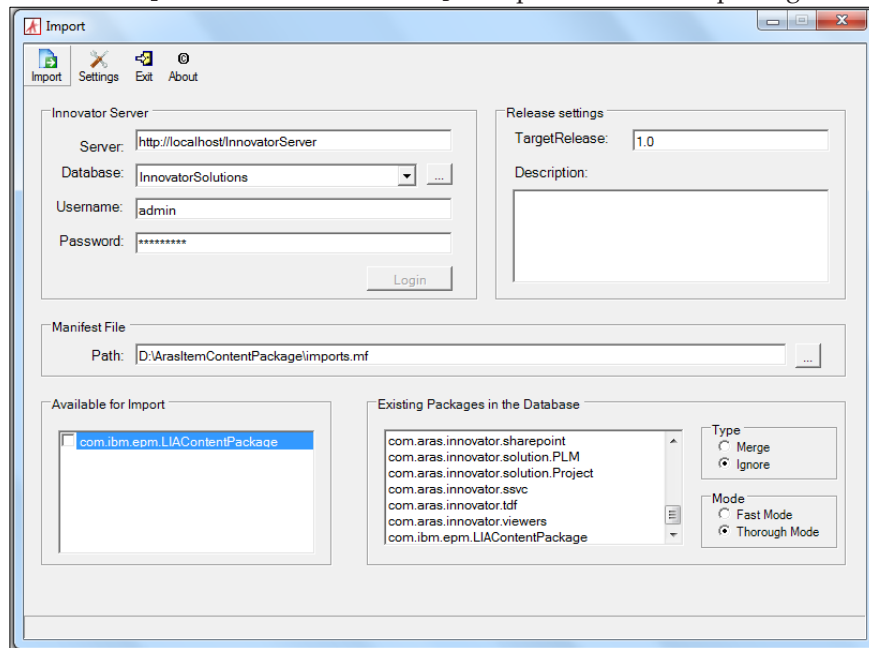 Import
Import Settings Exit About
Innovator Server
Server: http://localhost/InnovatorServer
Database: InnovatorSolutions ...
Username: admin
Password: *********
Login
Release settings
TargetRelease: 1.0
Description:
Manifest File
Path: D:\ArasItemContentPackage\imports.mf ...
Available for Import
com.ibm.epm.LIAContentPackage
Existing Packages in the Database
com.aras.innovator.sharepoint
com.aras.innovator.solution.PLM
com.aras.innovator.solution.Project
com.aras.innovator.ssvc
com.aras.innovator.tdf
com.aras.innovator.viewers
com.ibm.epm.LIAContentPackage
Type
Merge
Ignore
Mode
Fast Mode
Thorough Mode